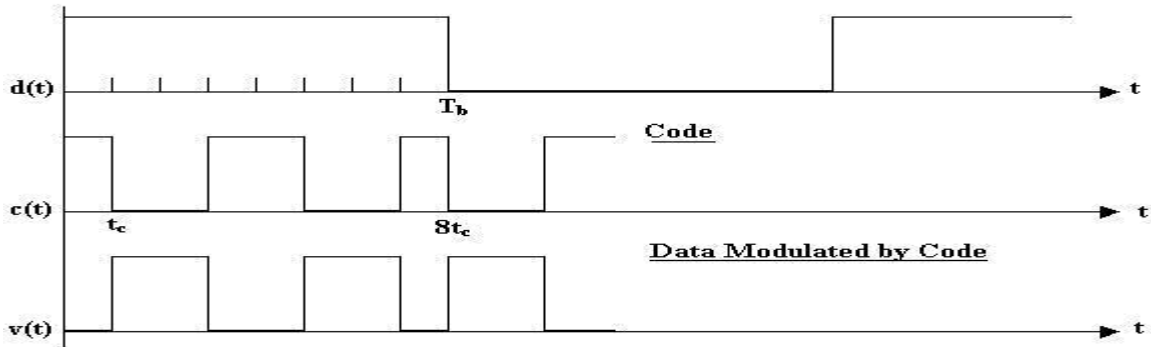 d(t)
t
T_b
Code
c(t)
t
t_c
8t_c
Data Modulated by Code
v(t)
t